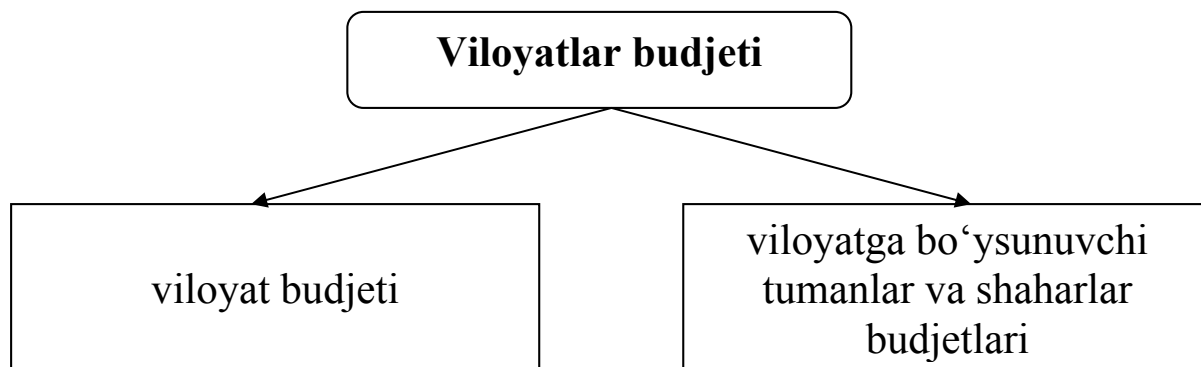 Viloyatlar budjeti
viloyat budjeti
viloyatga bo‘ysunuvchi
tumanlar va shaharlar
budjetlari